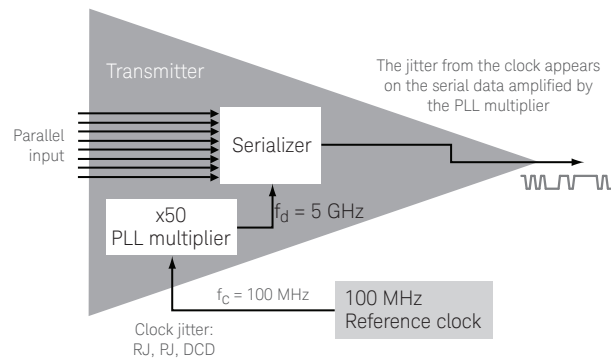 Transmitter
The jitter from the clock appears
on the serial data amplified by
the PLL multiplier
Parallel
input
Serializer
x50
PLL multiplier
fd = 5 GHz
fc = 100 MHz
100 MHz
Reference clock
Clock jitter:
RJ, PJ, DCD